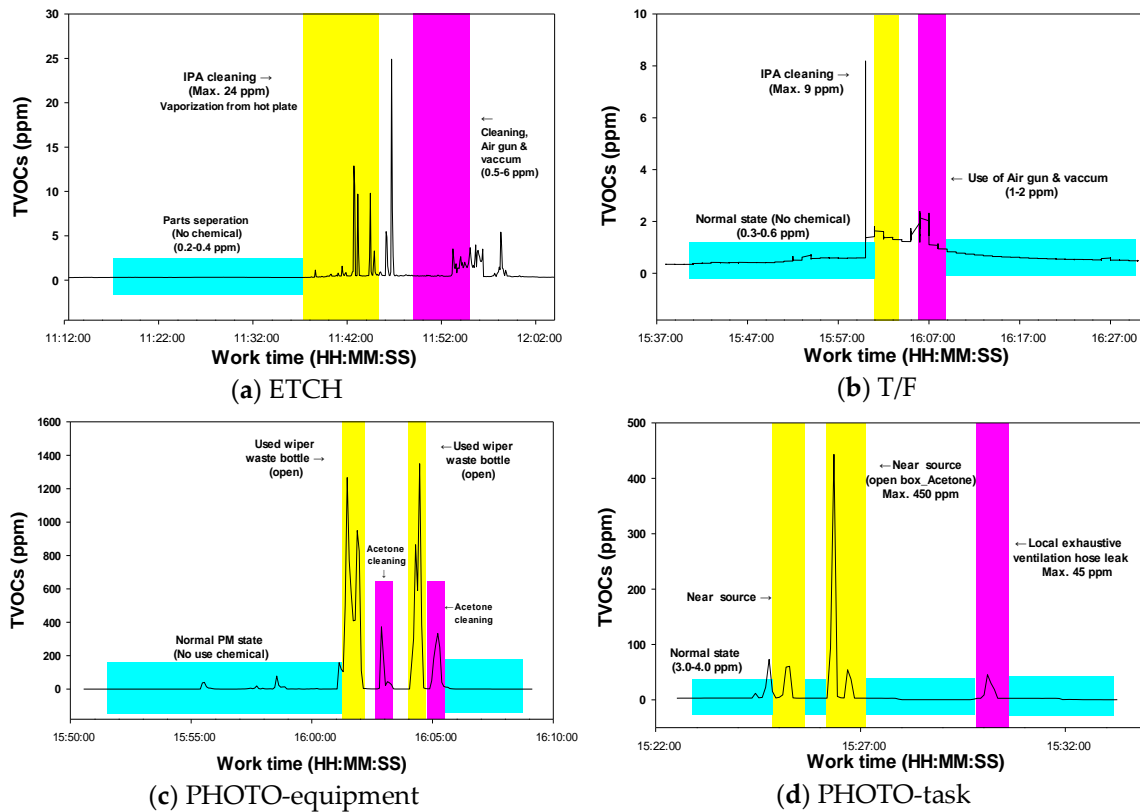 30
25
20
15
10
5
0
TVOCs (ppm)
IPA cleaning →
(Max. 24 ppm)
Vaporization from hot plate
Parts seperation
(No chemical)
(0.2-0.4 ppm)
←
Cleaning,
Air gun &
vaccum
(0.5-6 ppm)
11:12:00 11:22:00 11:32:00 11:42:00 11:52:00 12:02:00
Work time (HH:MM:SS)
(a) ETCH
10
8
6
4
2
0
TVOCs (ppm)
IPA cleaning →
(Max. 9 ppm)
Normal state (No chemical)
(0.3-0.6 ppm)
← Use of Air gun & vaccum
(1-2 ppm)
15:37:00 15:47:00 15:57:00 16:07:00 16:17:00 16:27:00
Work time (HH:MM:SS)
(b) T/F
1600
1400
1200
1000
800
600
400
200
0
TVOCs (ppm)
Used wiper
waste bottle →
(open)
←Used wiper
waste bottle
(open)
Acetone
cleaning
↓
←Acetone
cleaning
Normal PM state
(No use chemical)
15:50:00 15:55:00 16:00:00 16:05:00 16:10:00
Work time (HH:MM:SS)
(c) PHOTO-equipment
500
400
300
200
100
0
TVOCs (ppm)
←Near source
(open box_Acetone)
Max. 450 ppm
←Local exhaustive
ventilation hose leak
Max. 45 ppm
Near source →
Normal state
(3.0-4.0 ppm)
15:22:00 15:27:00 15:32:00
Work time (HH:MM:SS)
(d) PHOTO-task